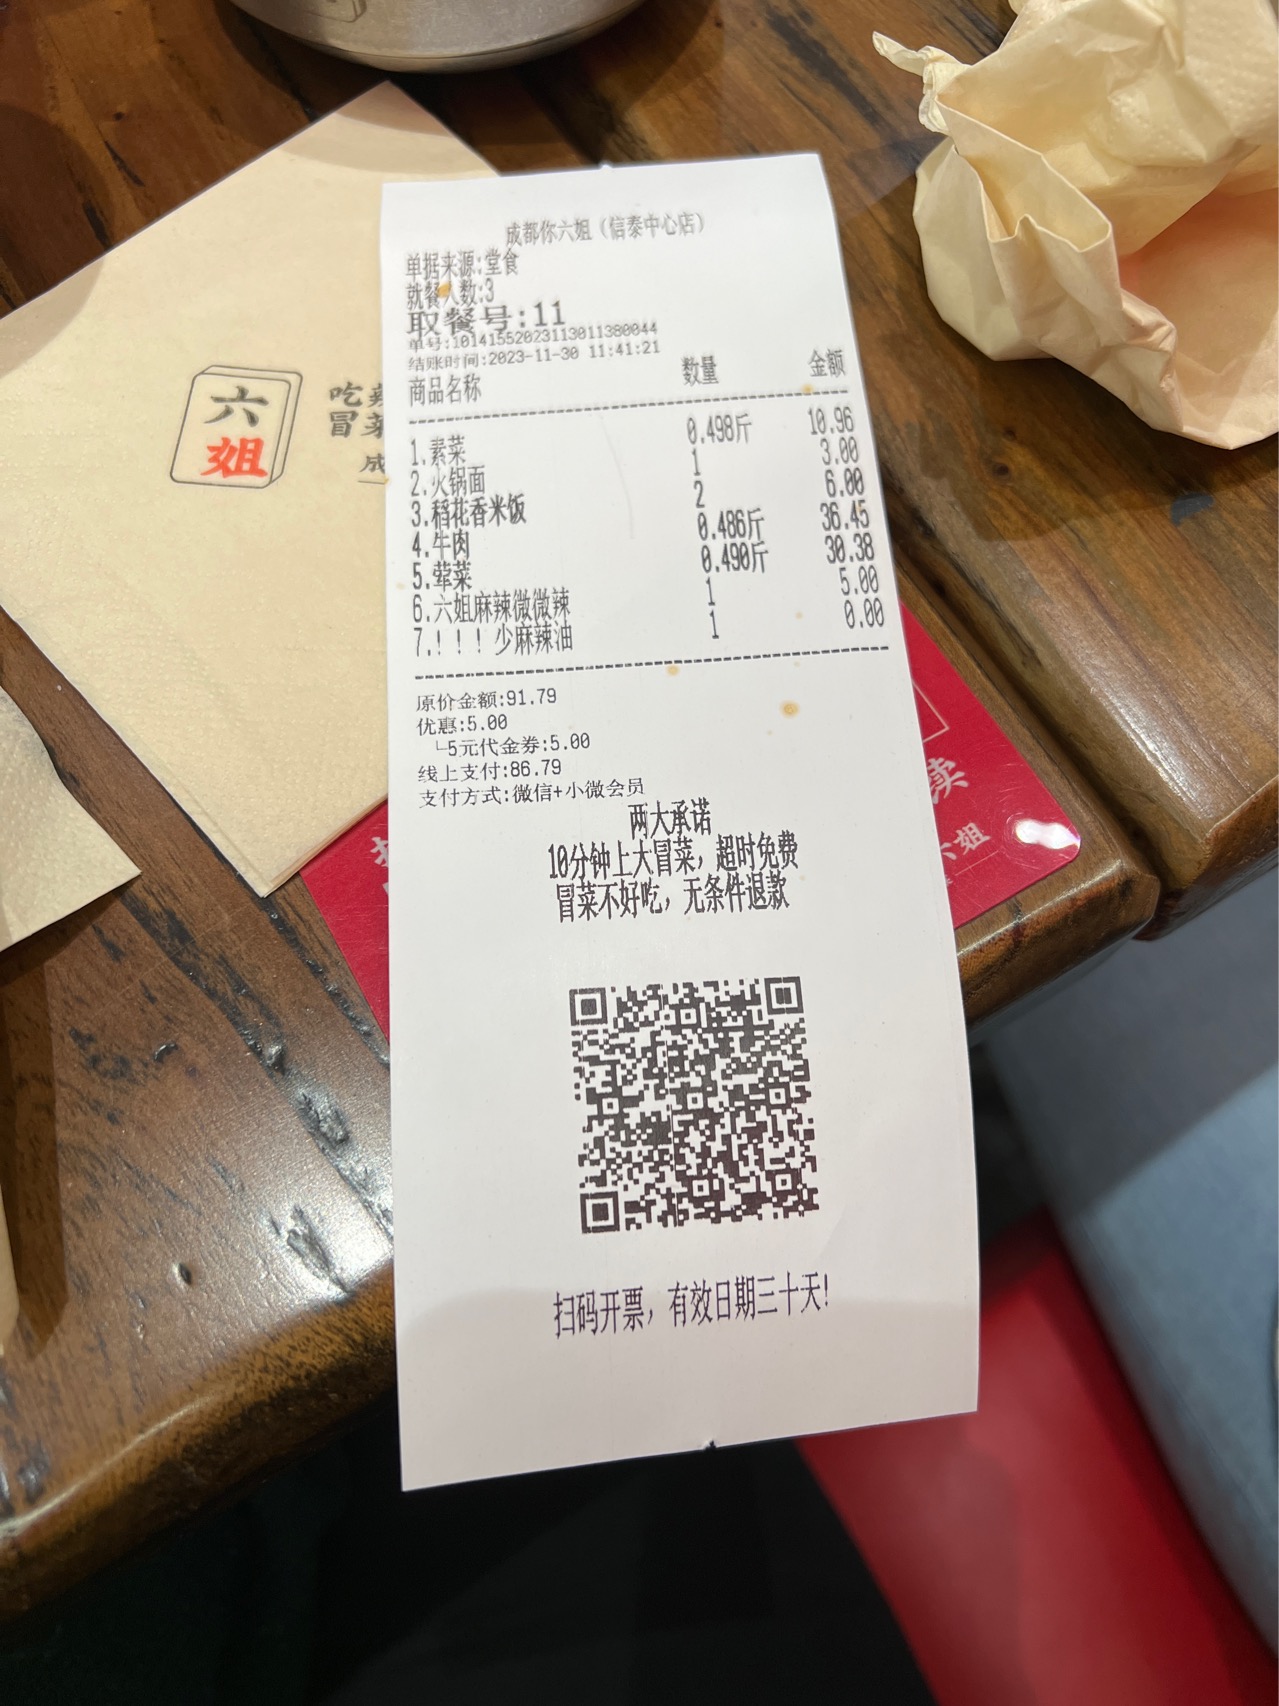 成都你六姐（信泰中心店）
单据来源:堂食
就餐人数:3
取餐号:11
单号:10141552023113011380044
结账时间:2023-11-30 11:41:21
商品名称 数量 金额
1.素菜 0.498斤 10.96
2.火锅面 1 3.00
3.稻花香米饭 2 6.00
4.牛肉 0.486斤 36.45
5.荤菜 0.490斤 30.38
6.六姐麻辣微微辣 1 5.00
7.！！！少麻辣油 1 0.00
原价金额:91.79
优惠:5.00
└5元代金券:5.00
线上支付:86.79
支付方式:微信+小微会员
两大承诺
10分钟上大冒菜，超时免费
冒菜不好吃，无条件退款
扫码开票，有效日期三十天!
六
姐
吃
冒菜
成
六姐